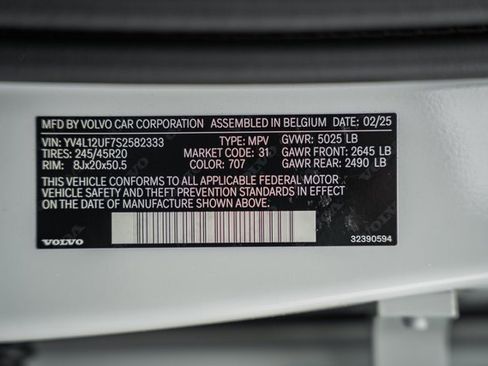 MFD BY VOLVO CAR CORPORATION ASSEMBLED IN BELGIUM DATE: 02/25
VIN: YV4L12UF7S2582333 TYPE: MPV GVWR: 5025 LB
TIRES: 245/45R20 MARKET CODE: 31 GAWR FRONT: 2645 LB
RIM: 8Jx20x50.5 COLOR: 707 GAWR REAR: 2490 LB
THIS VEHICLE CONFORMS TO ALL APPLICABLE FEDERAL MOTOR
VEHICLE SAFETY AND THEFT PREVENTION STANDARDS IN EFFECT
ON THE DATE OF MANUFACTURE SHOWN ABOVE.
VOLVO 32390594